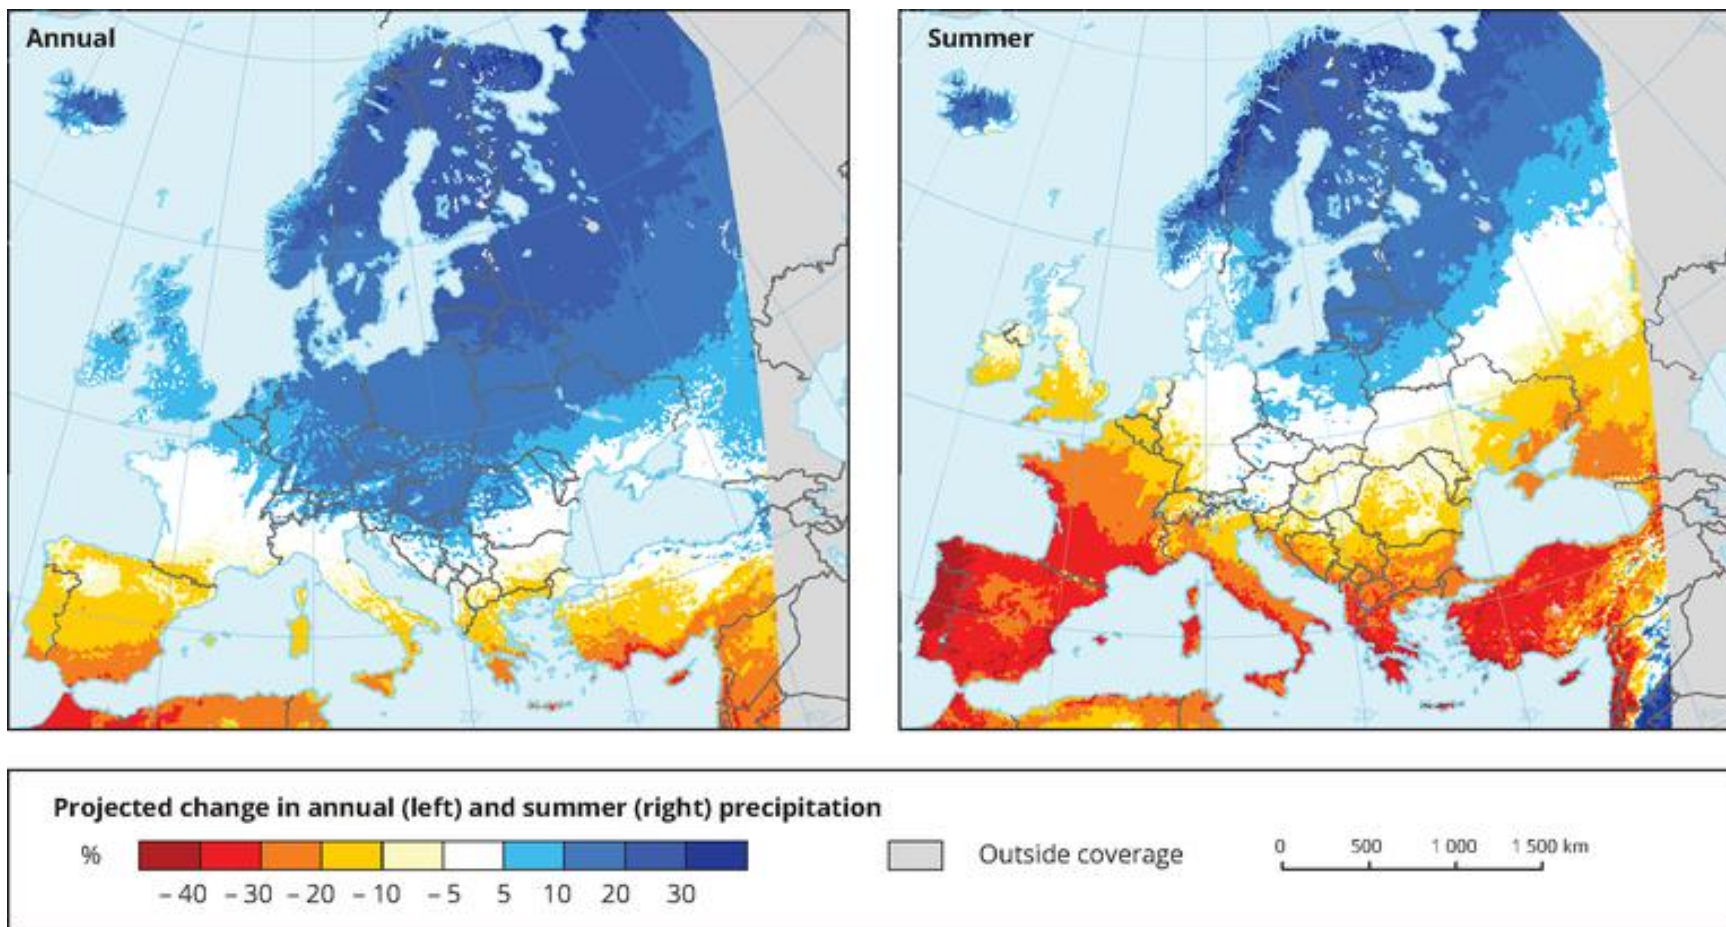 Annual
Summer
Projected change in annual (left) and summer (right) precipitation
%
– 40 – 30 – 20 – 10 – 5 5 10 20 30
Outside coverage
0 500 1 000 1 500 km
20°